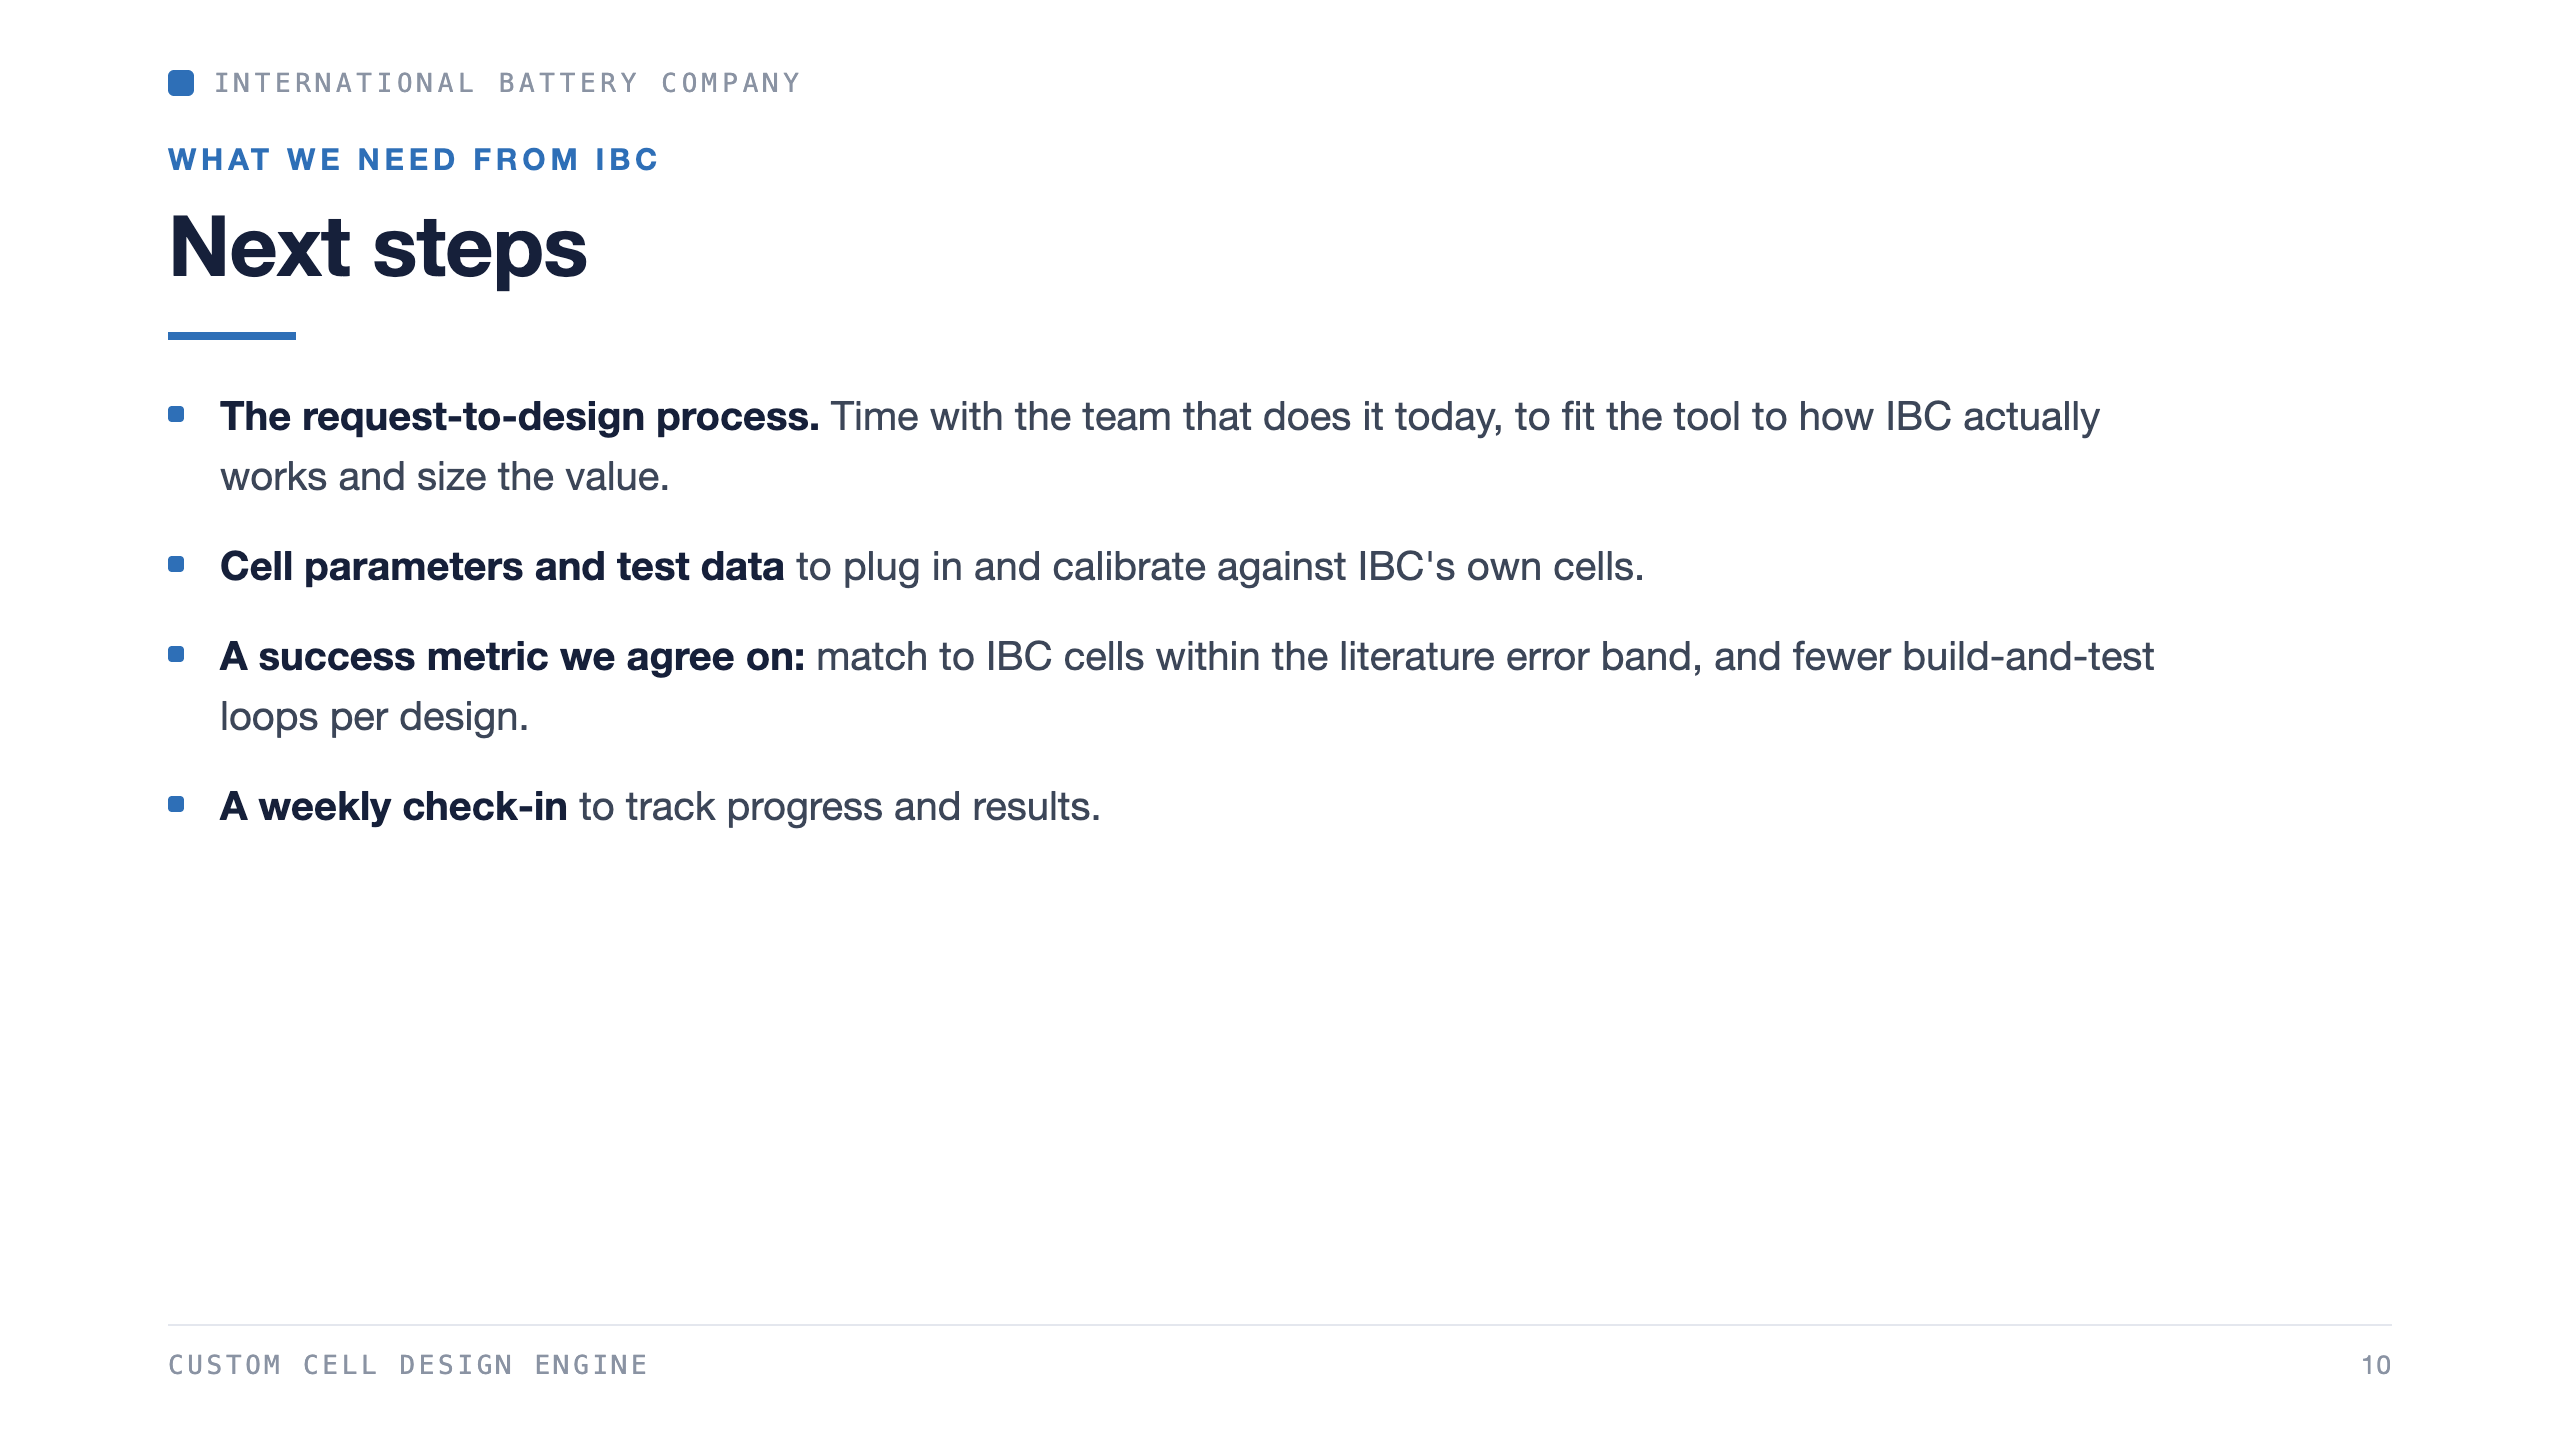 INTERNATIONAL BATTERY COMPANY
WHAT WE NEED FROM IBC
Next steps
The request-to-design process. Time with the team that does it today, to fit the tool to how IBC actually
works and size the value.
Cell parameters and test data to plug in and calibrate against IBC's own cells.
A success metric we agree on: match to IBC cells within the literature error band, and fewer build-and-test
loops per design.
A weekly check-in to track progress and results.
CUSTOM CELL DESIGN ENGINE
10